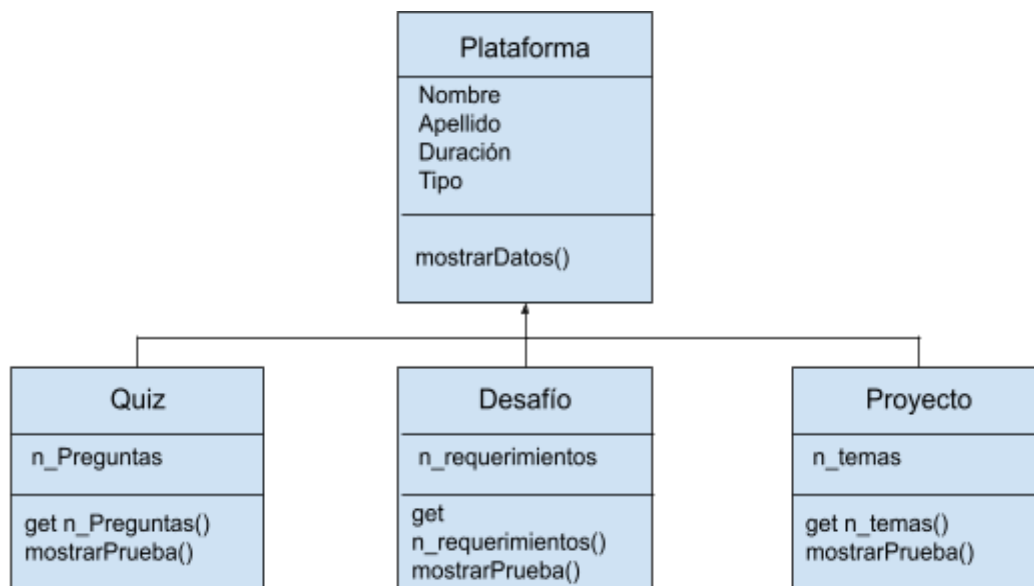 Plataforma
Nombre
Apellido
Duración
Tipo
mostrarDatos()
Quiz
n_Preguntas
get n_Preguntas()
mostrarPrueba()
Desafío
n_requerimientos
get
n_requerimientos()
mostrarPrueba()
Proyecto
n_temas
get n_temas()
mostrarPrueba()